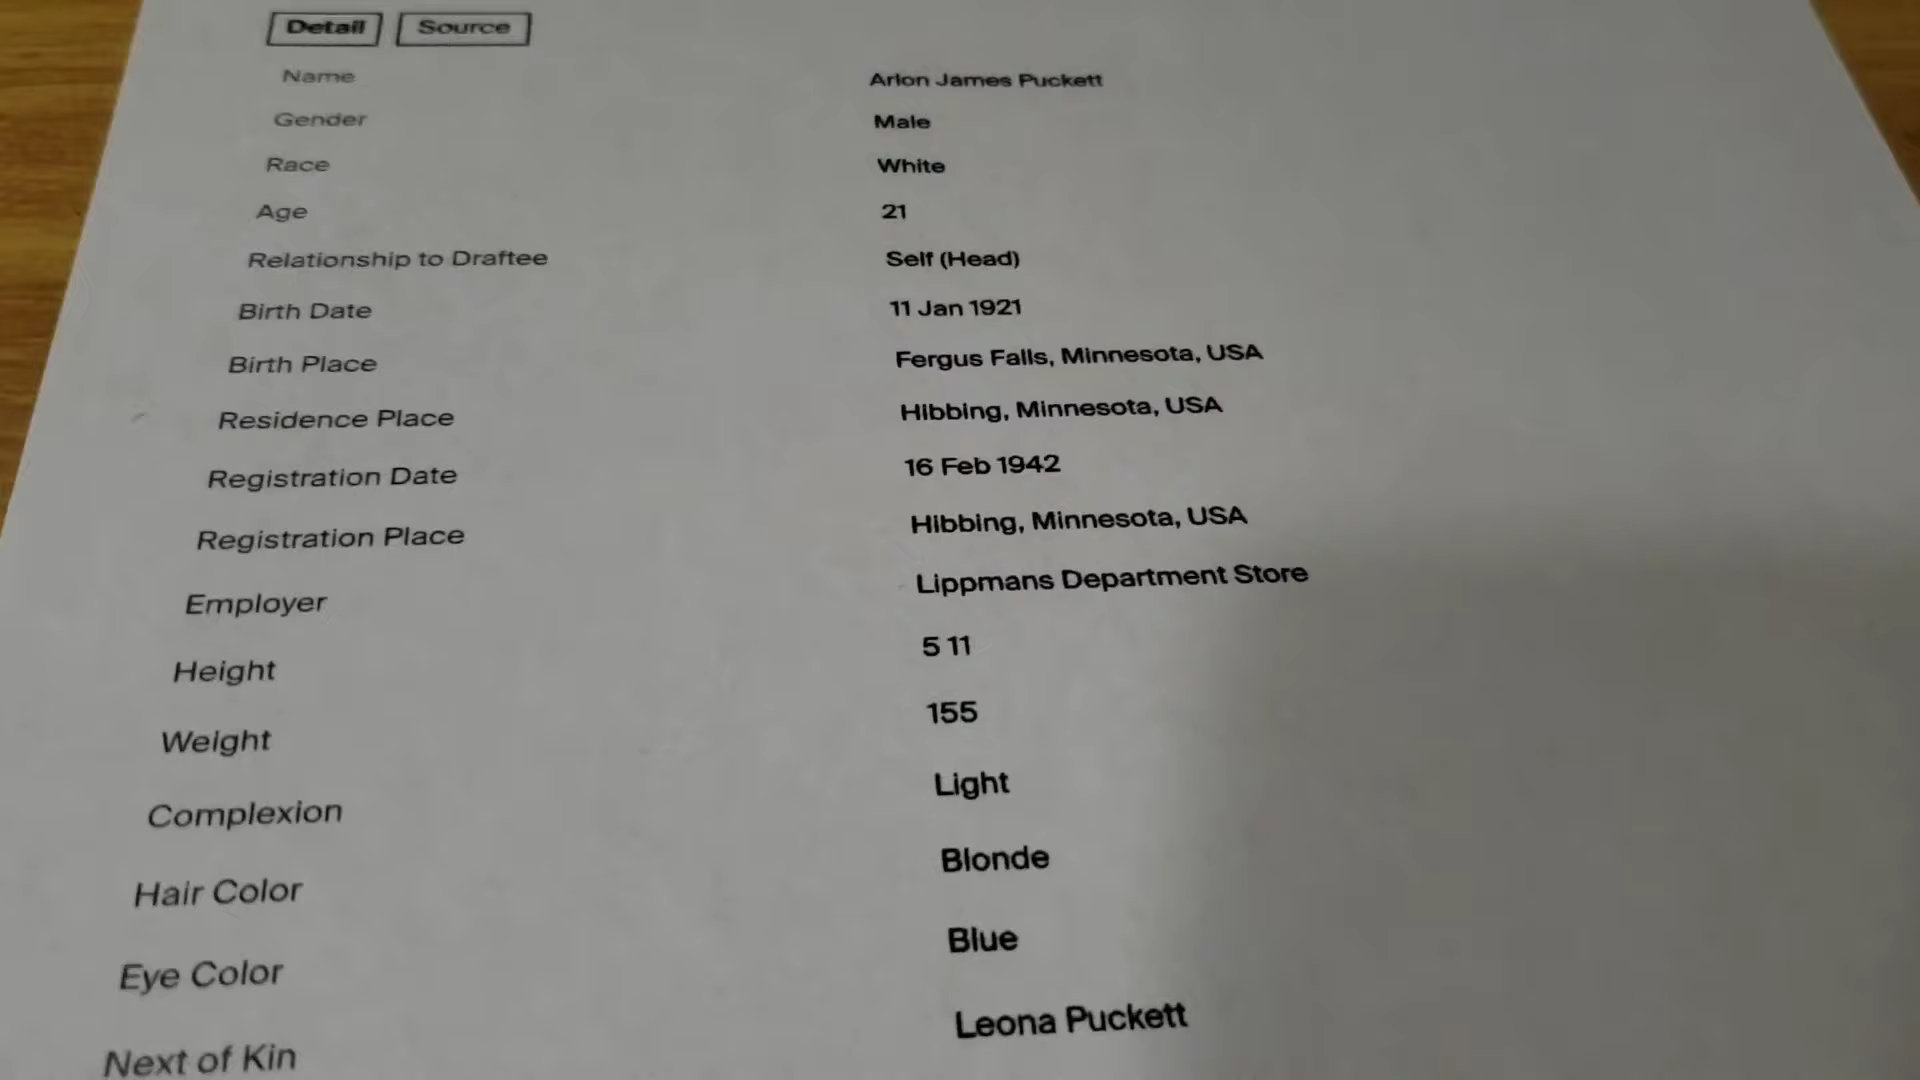 Detail Source
Name Arlon James Puckett
Gender Male
Race White
Age 21
Relationship to Draftee Self (Head)
Birth Date 11 Jan 1921
Birth Place Fergus Falls, Minnesota, USA
Residence Place Hibbing, Minnesota, USA
Registration Date 16 Feb 1942
Registration Place Hibbing, Minnesota, USA
Employer Lippmans Department Store
Height 5 11
Weight 155
Complexion Light
Hair Color Blonde
Eye Color Blue
Next of Kin Leona Puckett